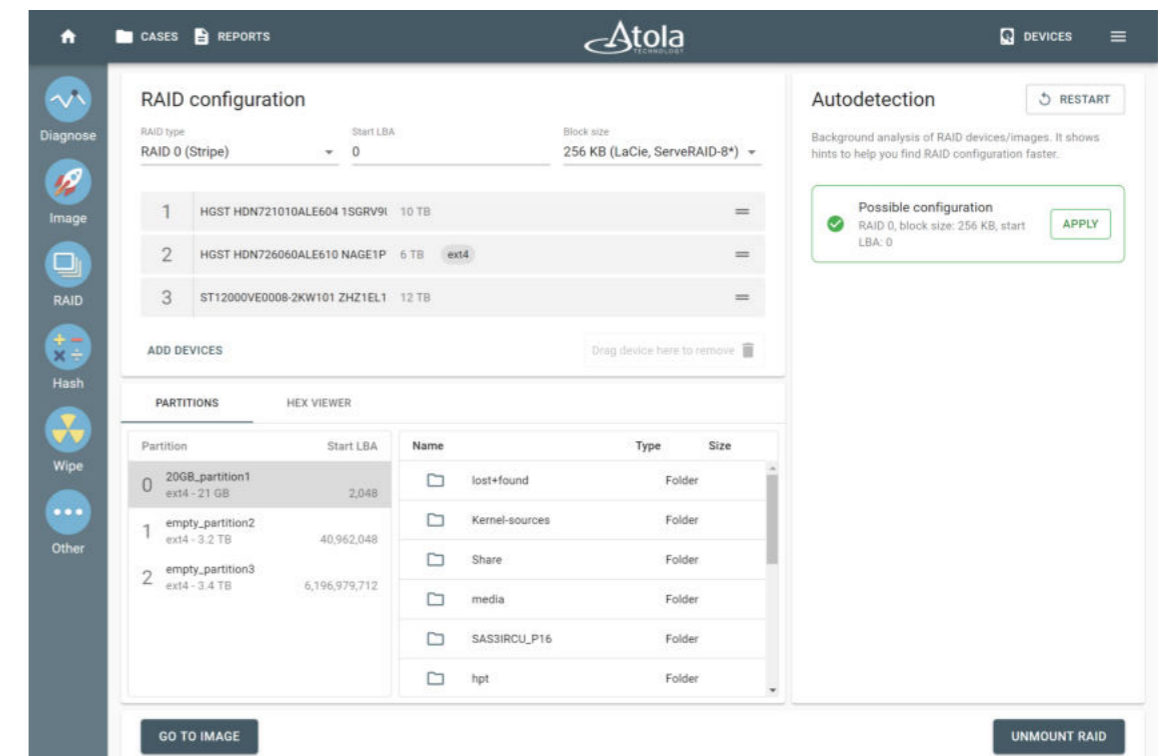 CASES REPORTS
Atola
TECHNOLOGY
DEVICES
Diagnose
Image
RAID
Hash
Wipe
Other
RAID configuration
RAID type Start LBA Block size
RAID 0 (Stripe) 0 256 KB (LaCie, ServeRAID-8*)
1 HGST HDN721010ALE604 1SGRV9( 10 TB
2 HGST HDN726060ALE610 NAGE1P 6 TB ext4
3 ST12000VE0008-2KW101 ZHZ1EL1 12 TB
ADD DEVICES Drag device here to remove
PARTITIONS HEX VIEWER
Partition Start LBA
0 20GB_partition1
ext4 - 21 GB 2,048
1 empty_partition2
ext4 - 3.2 TB 40,962,048
2 empty_partition3
ext4 - 3.4 TB 6,196,979,712
Name Type Size
lost+found Folder
Kernel-sources Folder
Share Folder
media Folder
SAS3IRCU_P16 Folder
hpt Folder
Autodetection RESTART
Background analysis of RAID devices/images. It shows
hints to help you find RAID configuration faster.
Possible configuration
RAID 0, block size: 256 KB, start
LBA: 0
APPLY
GO TO IMAGE UNMOUNT RAID